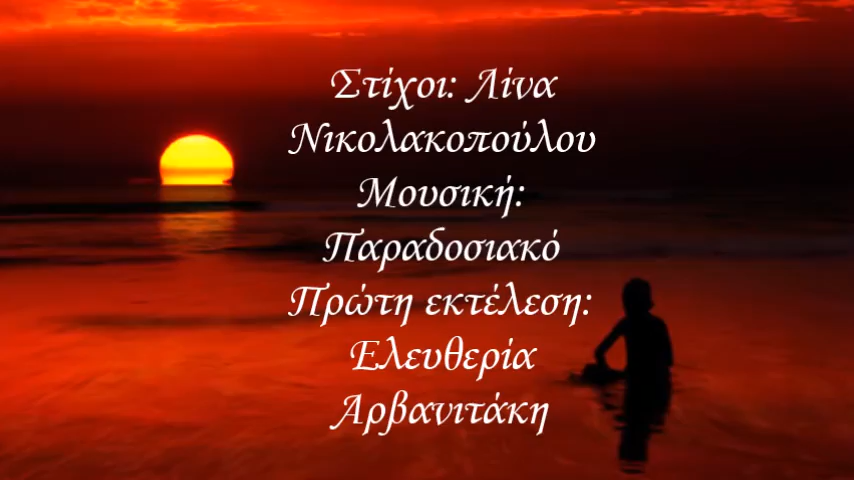 Στίχοι: Λίνα
Νικολακοπούλου
Μουσική:
Παραδοσιακό
Πρώτη εκτέλεση:
Ελευθερία
Αρβανιτάκη